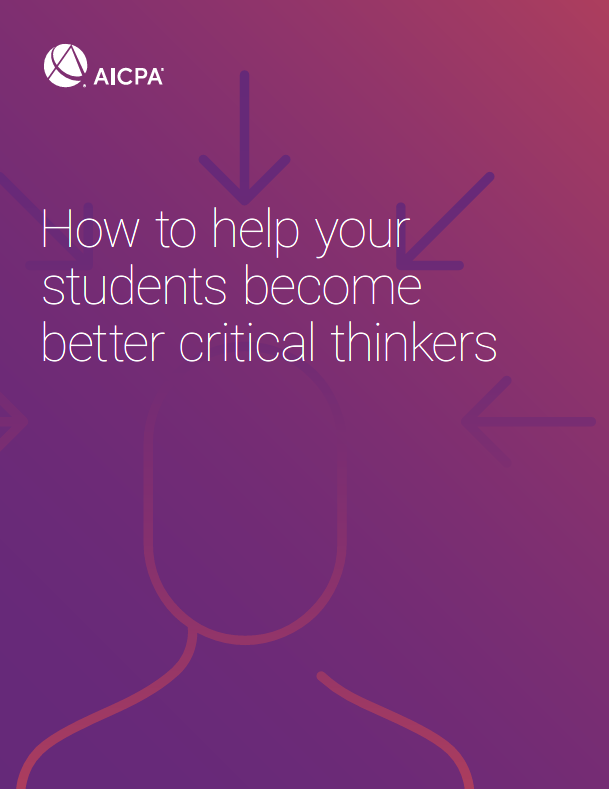 AICPA
How to help your
students become
better critical thinkers